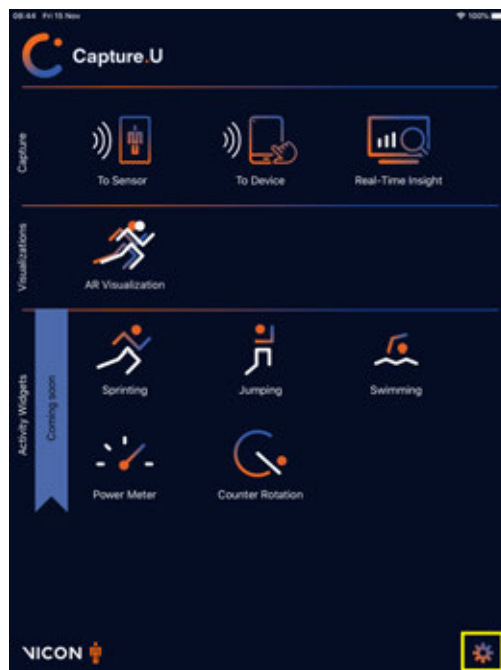 08:44 Fri 15 Nov
100%
Capture.U
Capture
To Sensor
To Device
Real-Time Insight
Visualizations
AR Visualization
Activity Widgets
Coming soon
Sprinting
Jumping
Swimming
Power Meter
Counter Rotation
VICON